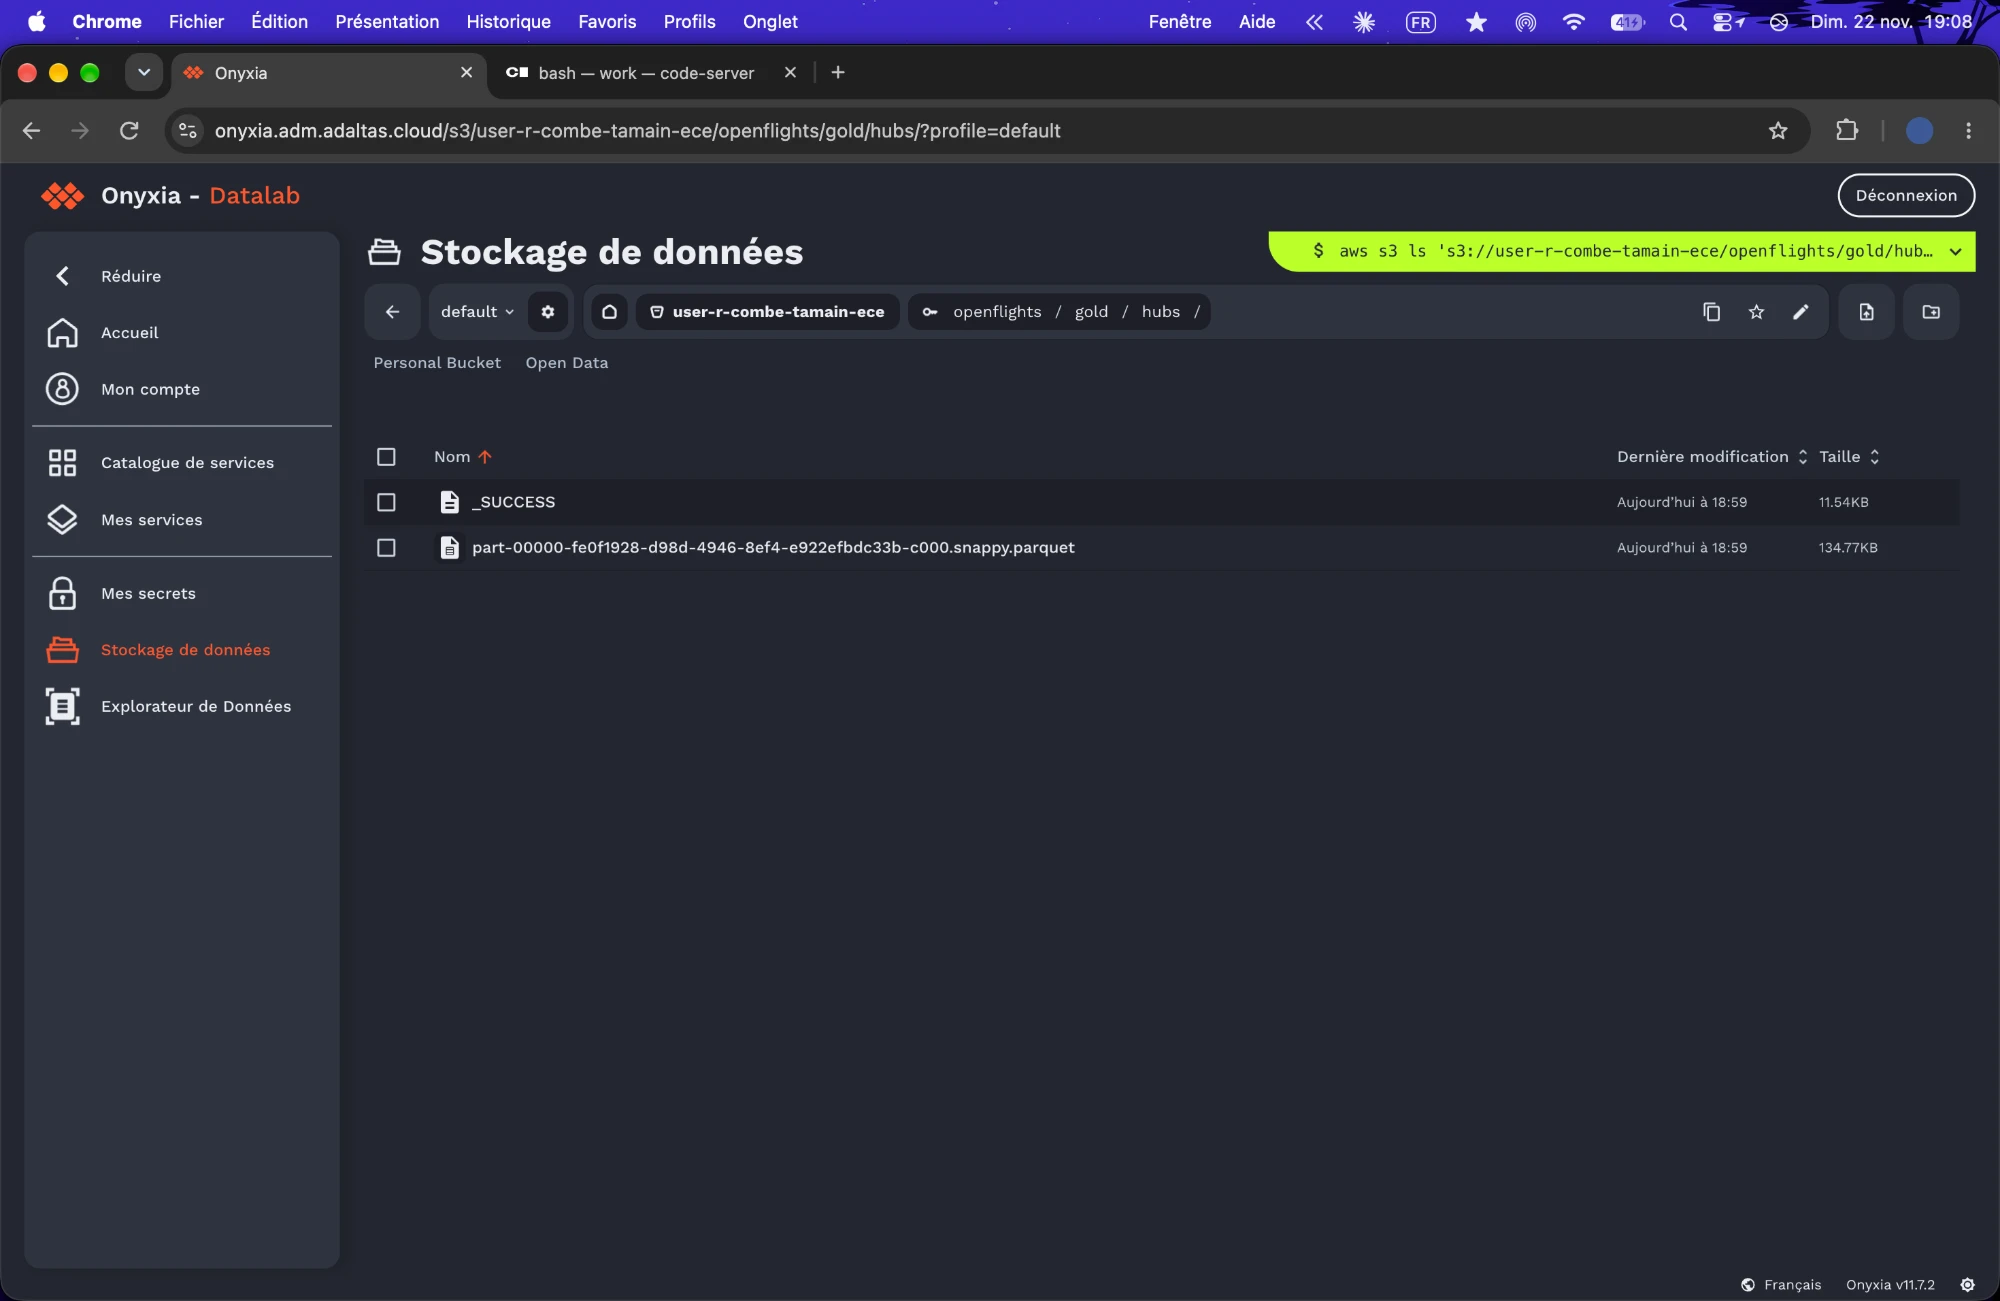 Chrome Fichier Édition Présentation Historique Favoris Profils Onglet Fenêtre Aide FR 41 Dim. 22 nov. 19:08
Onyxia bash — work — code-server
onyxia.adm.adaltas.cloud/s3/user-r-combe-tamain-ece/openflights/gold/hubs/?profile=default
Onyxia - Datalab
Déconnexion
Réduire
Accueil
Mon compte
Catalogue de services
Mes services
Mes secrets
Stockage de données
Explorateur de Données
Stockage de données
$ aws s3 ls 's3://user-r-combe-tamain-ece/openflights/gold/hub…
default user-r-combe-tamain-ece openflights / gold / hubs /
Personal Bucket Open Data
Nom Dernière modification Taille
_SUCCESS Aujourd'hui à 18:59 11.54KB
part-00000-fe0f1928-d98d-4946-8ef4-e922efbdc33b-c000.snappy.parquet Aujourd'hui à 18:59 134.77KB
Français Onyxia v11.7.2